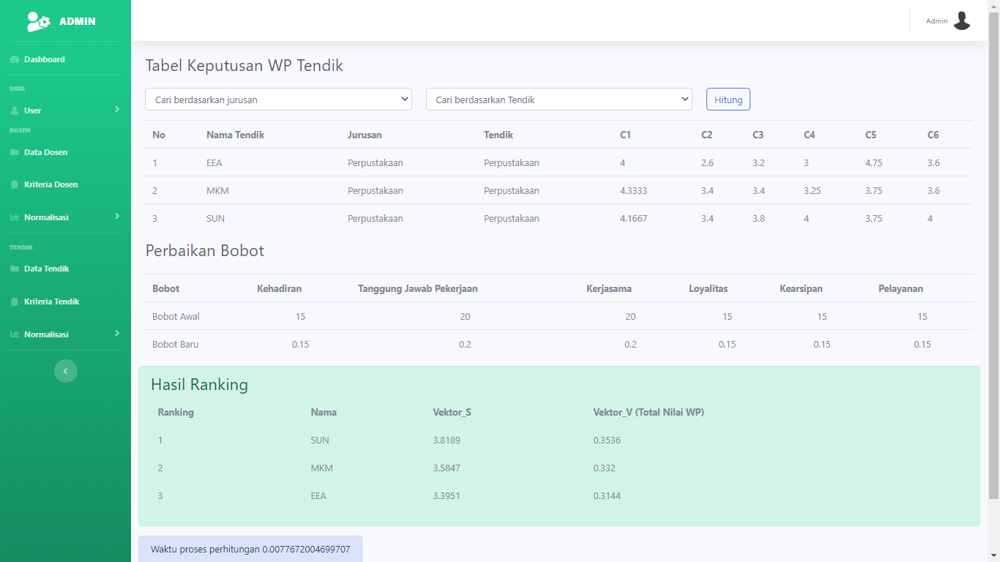 ADMIN
Admin
Dashboard
USER
User
DOSEN
Data Dosen
Kriteria Dosen
Normalisasi
TENDIK
Data Tendik
Kriteria Tendik
Normalisasi
Tabel Keputusan WP Tendik
Cari berdasarkan jurusan Cari berdasarkan Tendik Hitung
No Nama Tendik Jurusan Tendik C1 C2 C3 C4 C5 C6
1 EEA Perpustakaan Perpustakaan 4 2.6 3.2 3 4.75 3.6
2 MKM Perpustakaan Perpustakaan 4.3333 3.4 3.4 3.25 3.75 3.6
3 SUN Perpustakaan Perpustakaan 4.1667 3.4 3.8 4 3.75 4
Perbaikan Bobot
Bobot Kehadiran Tanggung Jawab Pekerjaan Kerjasama Loyalitas Kearsipan Pelayanan
Bobot Awal 15 20 20 15 15 15
Bobot Baru 0.15 0.2 0.2 0.15 0.15 0.15
Hasil Ranking
Ranking Nama Vektor_S Vektor_V (Total Nilai WP)
1 SUN 3.8189 0.3536
2 MKM 3.5847 0.332
3 EEA 3.3951 0.3144
Waktu proses perhitungan 0.0077672004699707